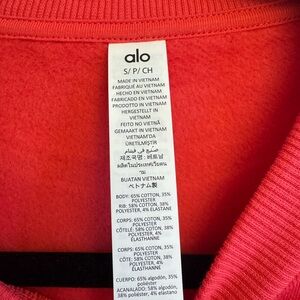 alo
S/ P/ CH
MADE IN VIETNAM
FABRIQUÉ AU VIETNAM
HECHO EN VIETNAM
FABRICADO EN VIETNAM
PRODOTTO IN VIETNAM
HERGESTELLT IN
VIETNAM
FEITO NO VIETNÃ
GEMAAKT IN VIETNAM
VIETNAM'DA
ÜRETİLMİŞTİR
صنع في فيتنام
제조국명 : 베트남
ผลิตในประเทศเวียดนาม
BUATAN VIETNAM
ベトナム製
BODY: 65% COTTON, 35%
POLYESTER
RIB: 58% COTTON, 38%
POLYESTER, 4% ELASTANE
CORPS: 65% COTON, 35%
POLYESTER
CÔTELÉ: 58% COTON, 38%
POLYESTER, 4%
ÉLASTHANNE
CORPS: 65% COTON, 35%
POLYESTER
CÔTE: 58% COTON, 38%
POLYESTER, 4%
ÉLASTHANNE
CUERPO: 65% algodón, 35%
poliéster
ACANALADO: 58% algodón,
38% poliéster, 4% elastano